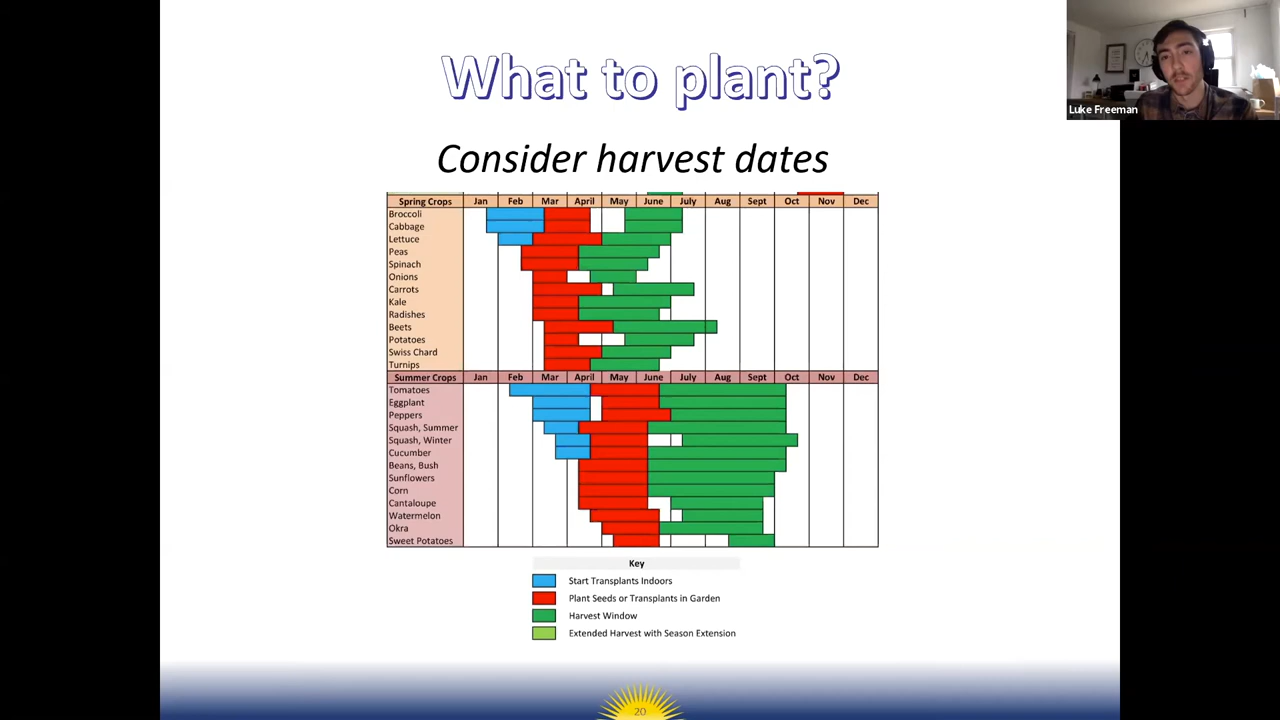 What to plant?
Luke Freeman
Consider harvest dates
Spring Crops Jan Feb Mar April May June July Aug Sept Oct Nov Dec
Broccoli
Cabbage
Lettuce
Peas
Spinach
Onions
Carrots
Kale
Radishes
Beets
Potatoes
Swiss Chard
Turnips
Summer Crops Jan Feb Mar April May June July Aug Sept Oct Nov Dec
Tomatoes
Eggplant
Peppers
Squash, Summer
Squash, Winter
Cucumber
Beans, Bush
Sunflowers
Corn
Cantaloupe
Watermelon
Okra
Sweet Potatoes
Key
Start Transplants Indoors
Plant Seeds or Transplants in Garden
Harvest Window
Extended Harvest with Season Extension
20